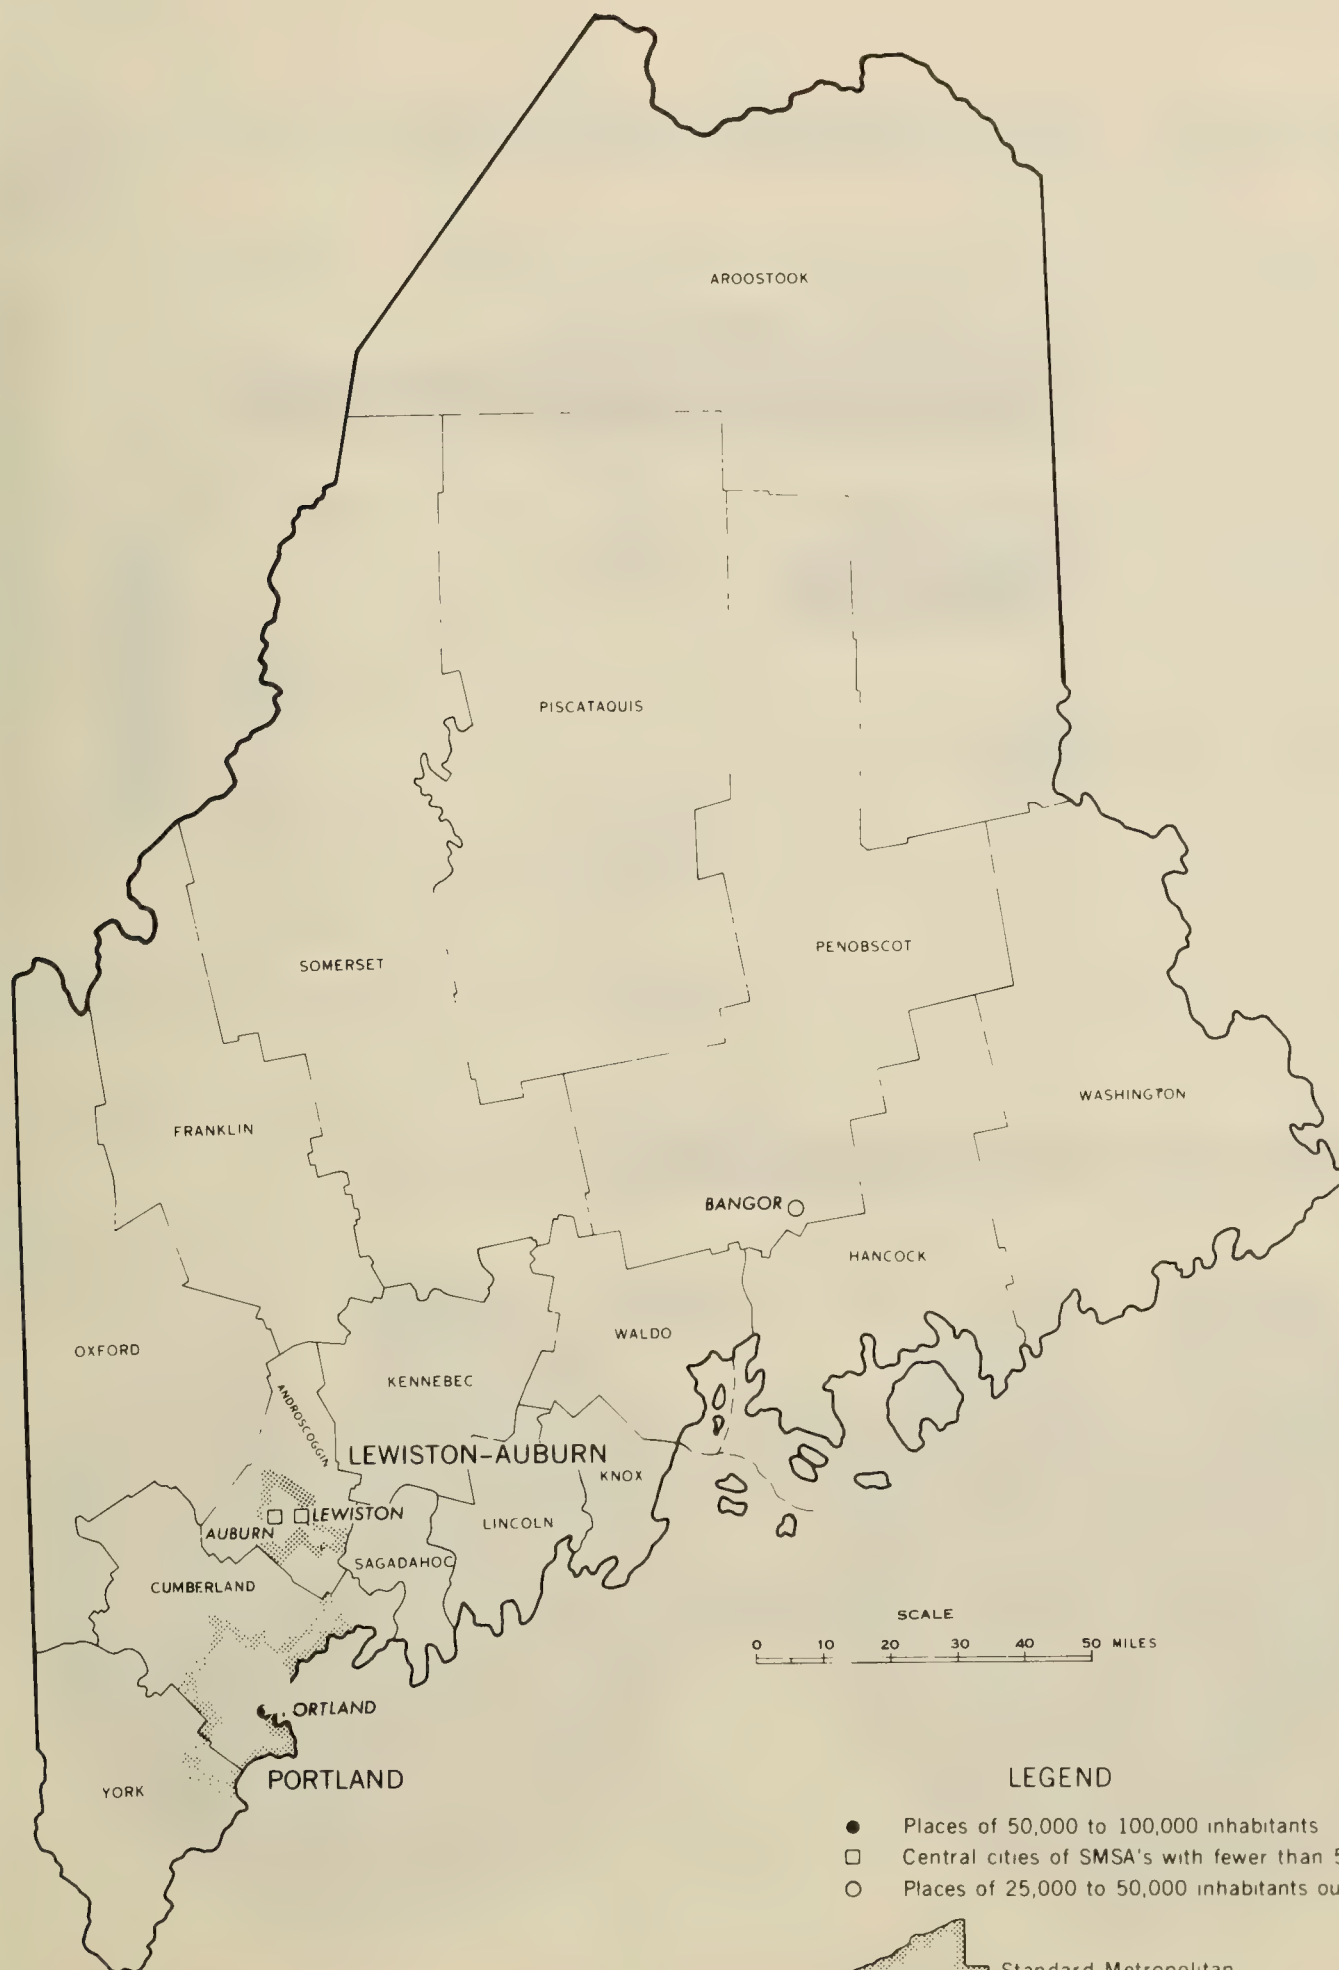 AROOSTOOK
PISCATAQUIS
PENOBSCOT
SOMERSET
WASHINGTON
FRANKLIN
BANGOR
HANCOCK
WALDO
OXFORD
KENNEBEC
ANDROSCOGGIN
LEWISTON-AUBURN
KNOX
LEWISTON
AUBURN
LINCOLN
SAGADAHOC
CUMBERLAND
SCALE
0 10 20 30 40 50 MILES
ORTLAND
PORTLAND
YORK
LEGEND
Places of 50,000 to 100,000 inhabitants
Central cities of SMSA's with fewer than 5
Places of 25,000 to 50,000 inhabitants ou
Standard Metropolitan